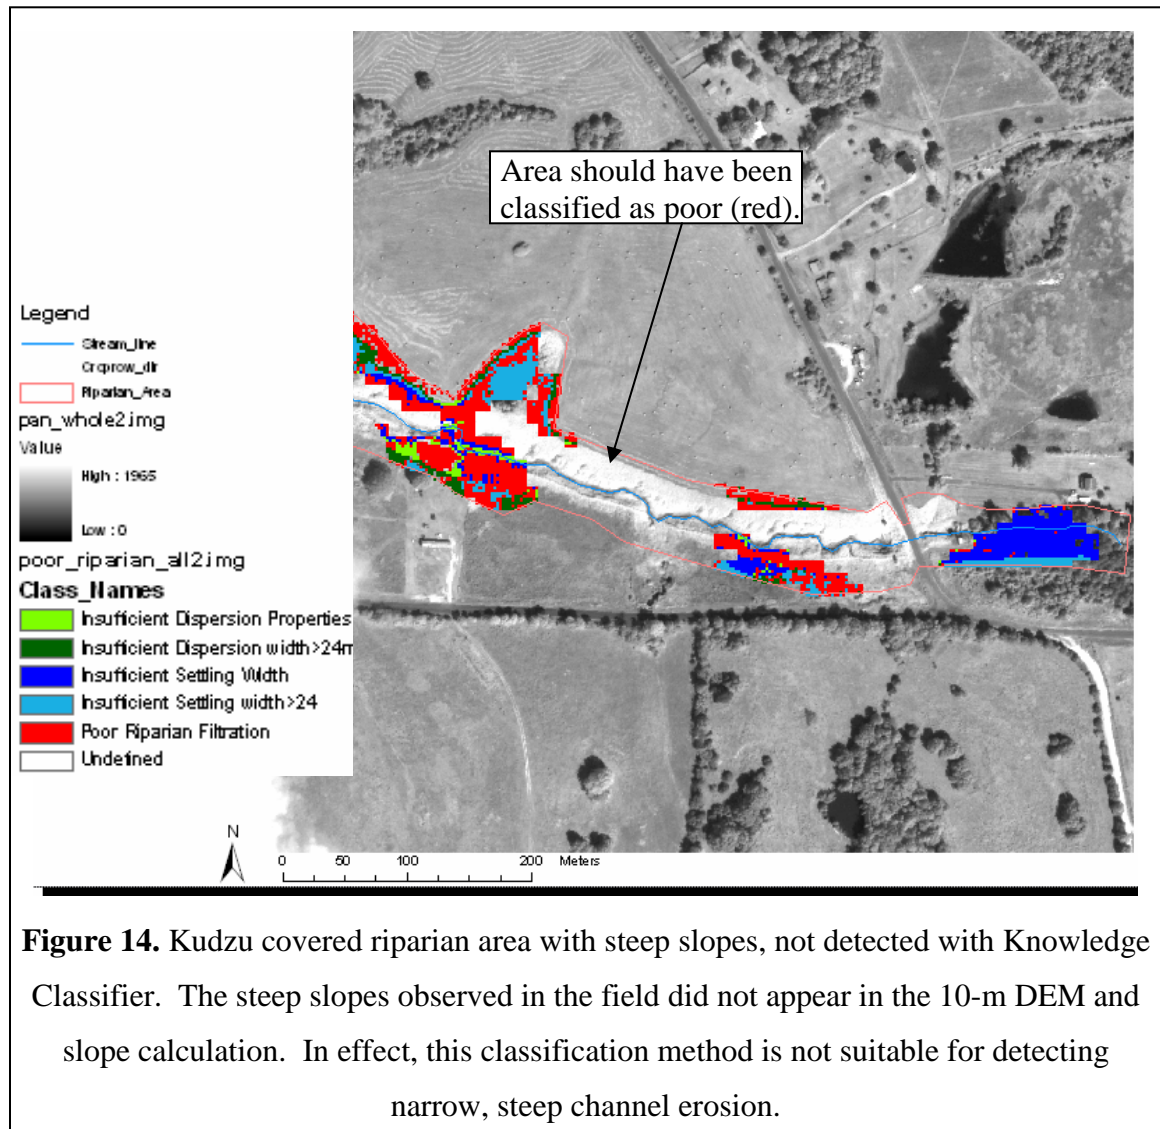 Area should have been
classified as poor (red).
Legend
Stream_line
Croprow_dir
Riparian_Area
pan_whole2.img
Value
High : 1965
Low : 0
poor_riparian_all2.img
Class_Names
Insufficient Dispersion Properties
Insufficient Dispersion width>24m
Insufficient Settling Width
Insufficient Settling width>24
Poor Riparian Filtration
Undefined
N
0 50 100 200 Meters
Figure 14. Kudzu covered riparian area with steep slopes, not detected with Knowledge
Classifier. The steep slopes observed in the field did not appear in the 10-m DEM and
slope calculation. In effect, this classification method is not suitable for detecting
narrow, steep channel erosion.